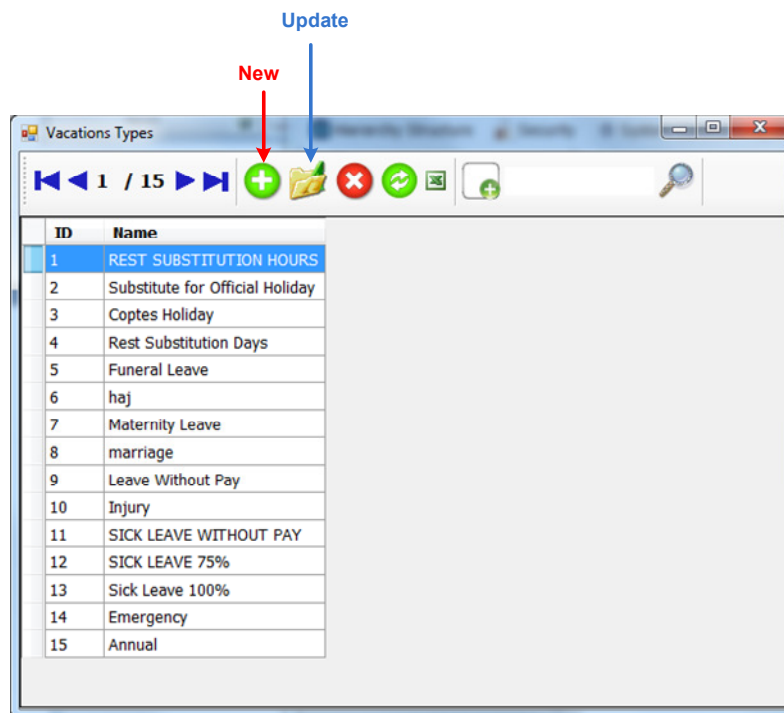 Update
New
Vacations Types
1 / 15
ID Name
1 REST SUBSTITUTION HOURS
2 Substitute for Official Holiday
3 Coptes Holiday
4 Rest Substitution Days
5 Funeral Leave
6 haj
7 Maternity Leave
8 marriage
9 Leave Without Pay
10 Injury
11 SICK LEAVE WITHOUT PAY
12 SICK LEAVE 75%
13 Sick Leave 100%
14 Emergency
15 Annual